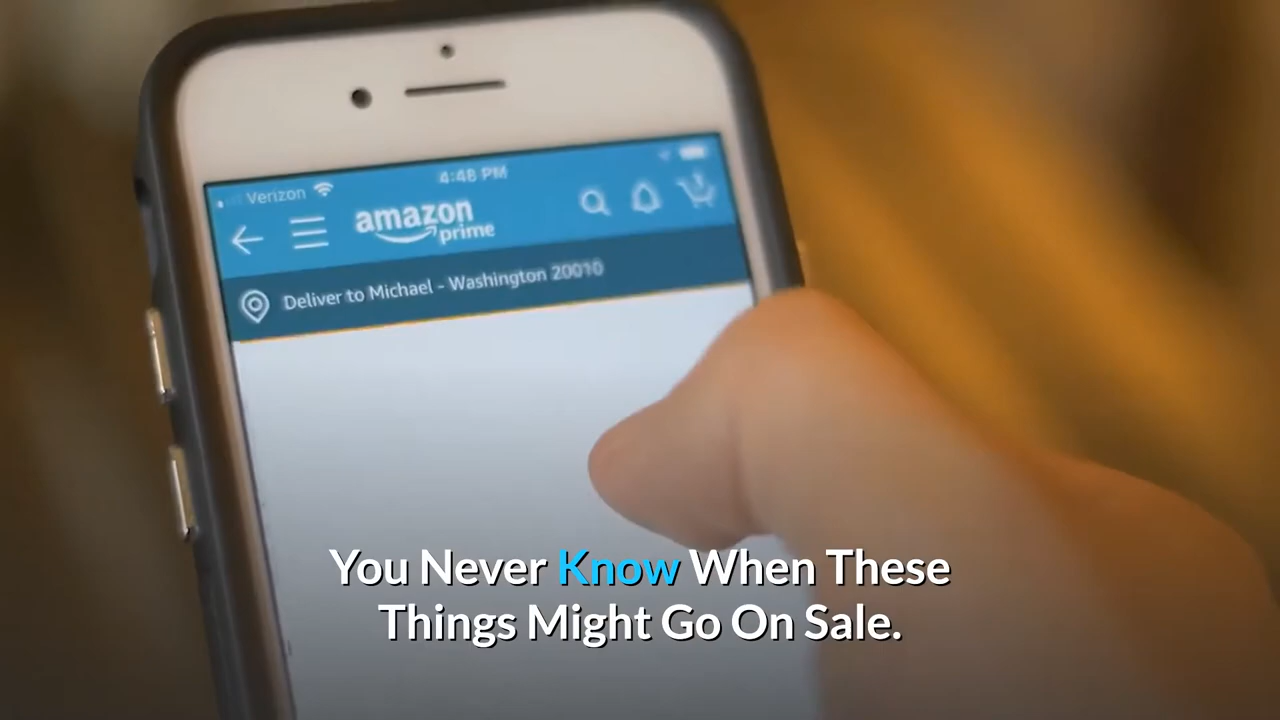 Verizon
4:48 PM
amazon
prime
Deliver to Michael - Washington 20010
You Never Know When These
Things Might Go On Sale.